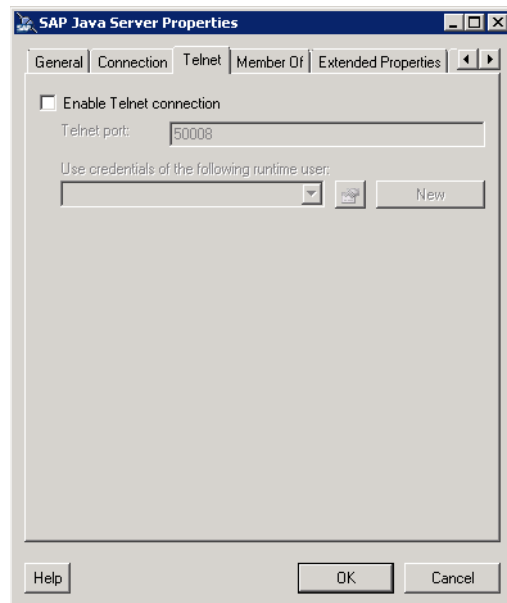 SAP Java Server Properties
General Connection Telnet Member Of Extended Properties
Enable Telnet connection
Telnet port: 50008
Use credentials of the following runtime user:
New
Help OK Cancel